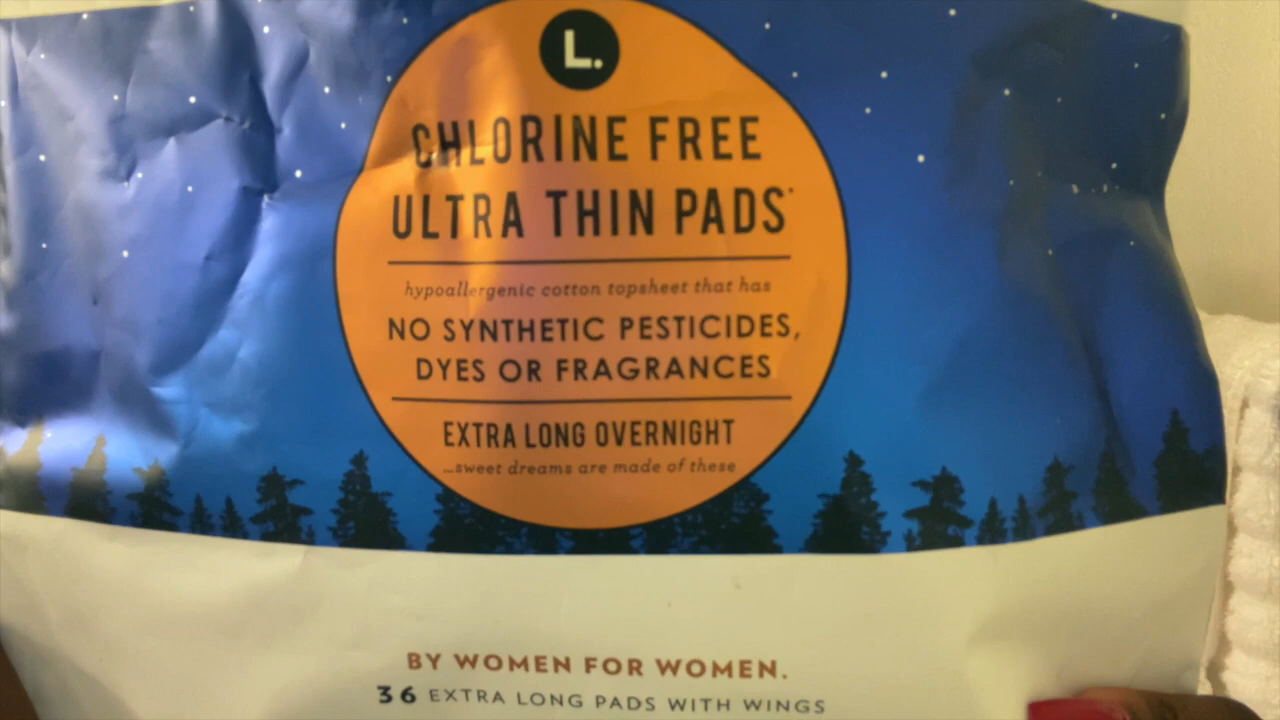 L.
CHLORINE FREE
ULTRA THIN PADS*
hypoallergenic cotton topsheet that has
NO SYNTHETIC PESTICIDES,
DYES OR FRAGRANCES
EXTRA LONG OVERNIGHT
...sweet dreams are made of these
BY WOMEN FOR WOMEN.
36 EXTRA LONG PADS WITH WINGS